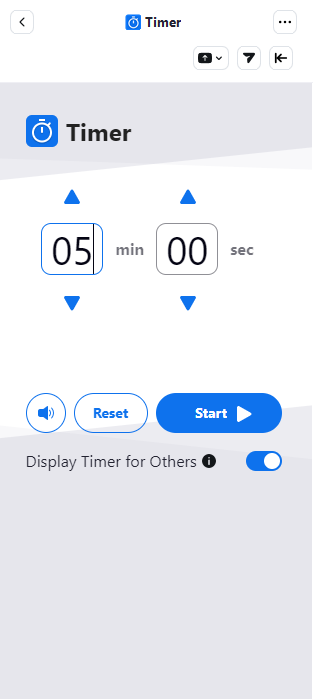 Timer
Timer
05 min 00 sec
Reset Start
Display Timer for Others